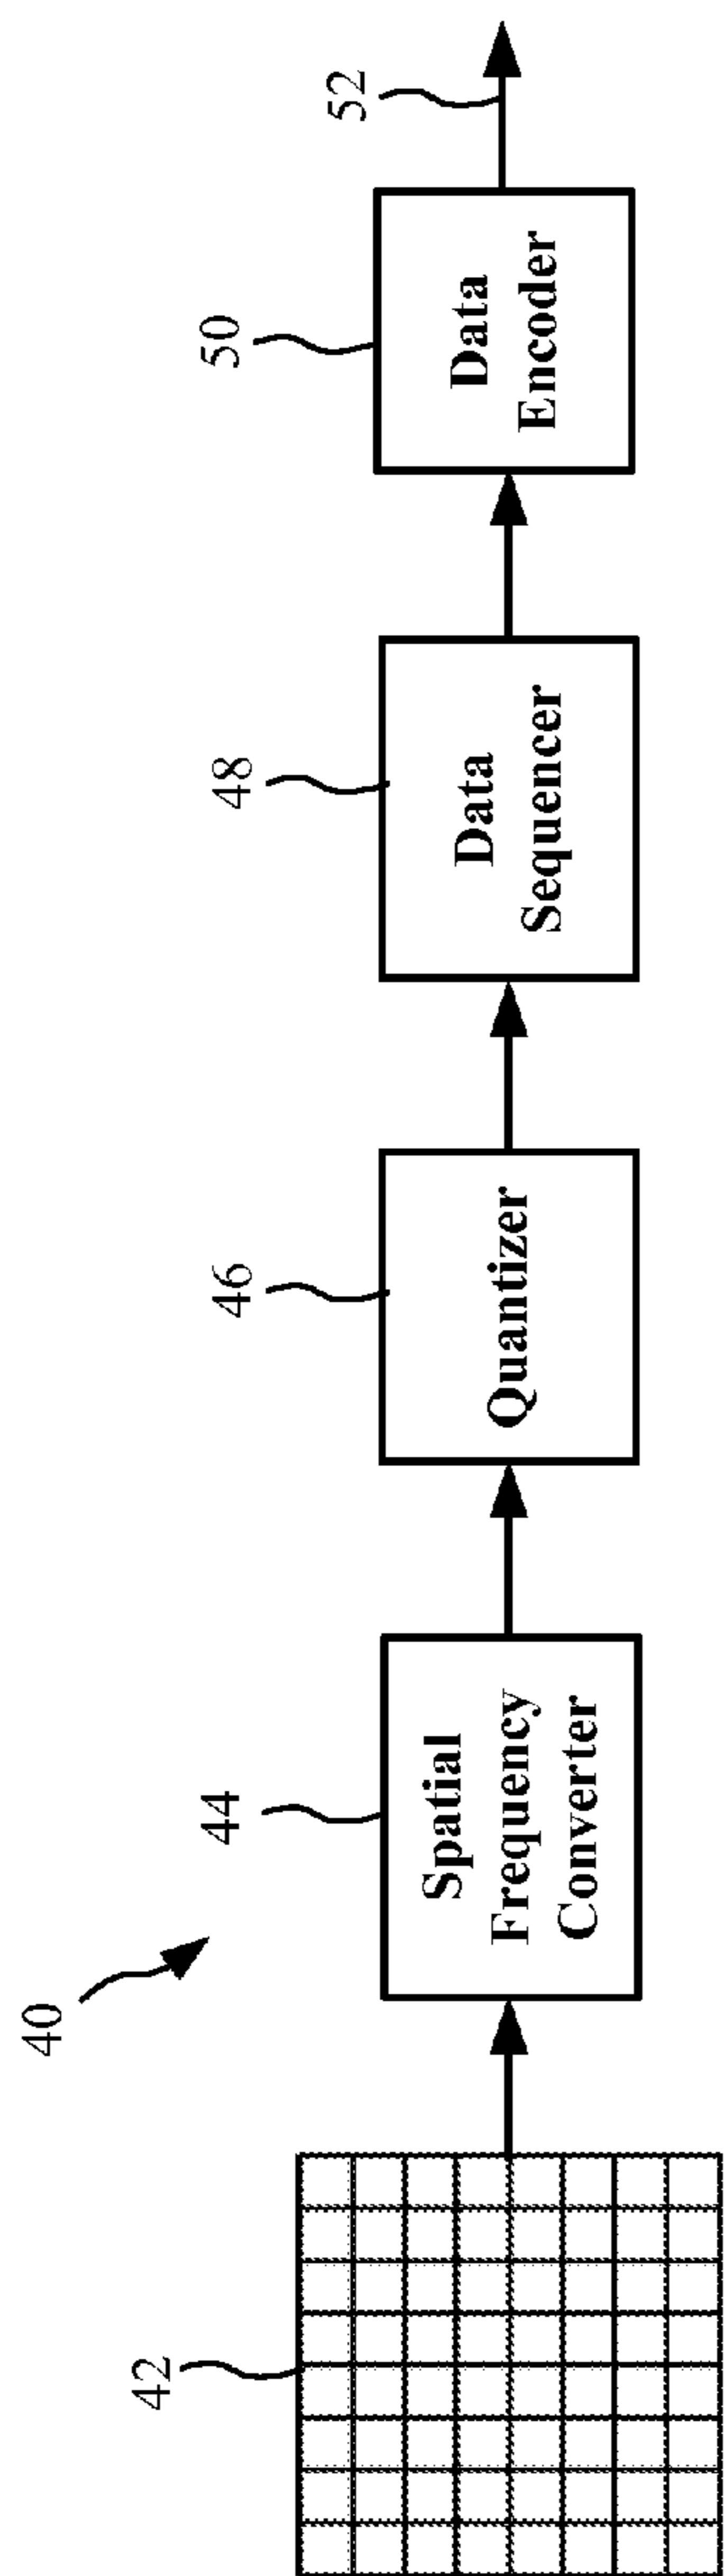 40
42
44
Spatial
Frequency
Converter
46
Quantizer
48
Data
Sequencer
50
Data
Encoder
52